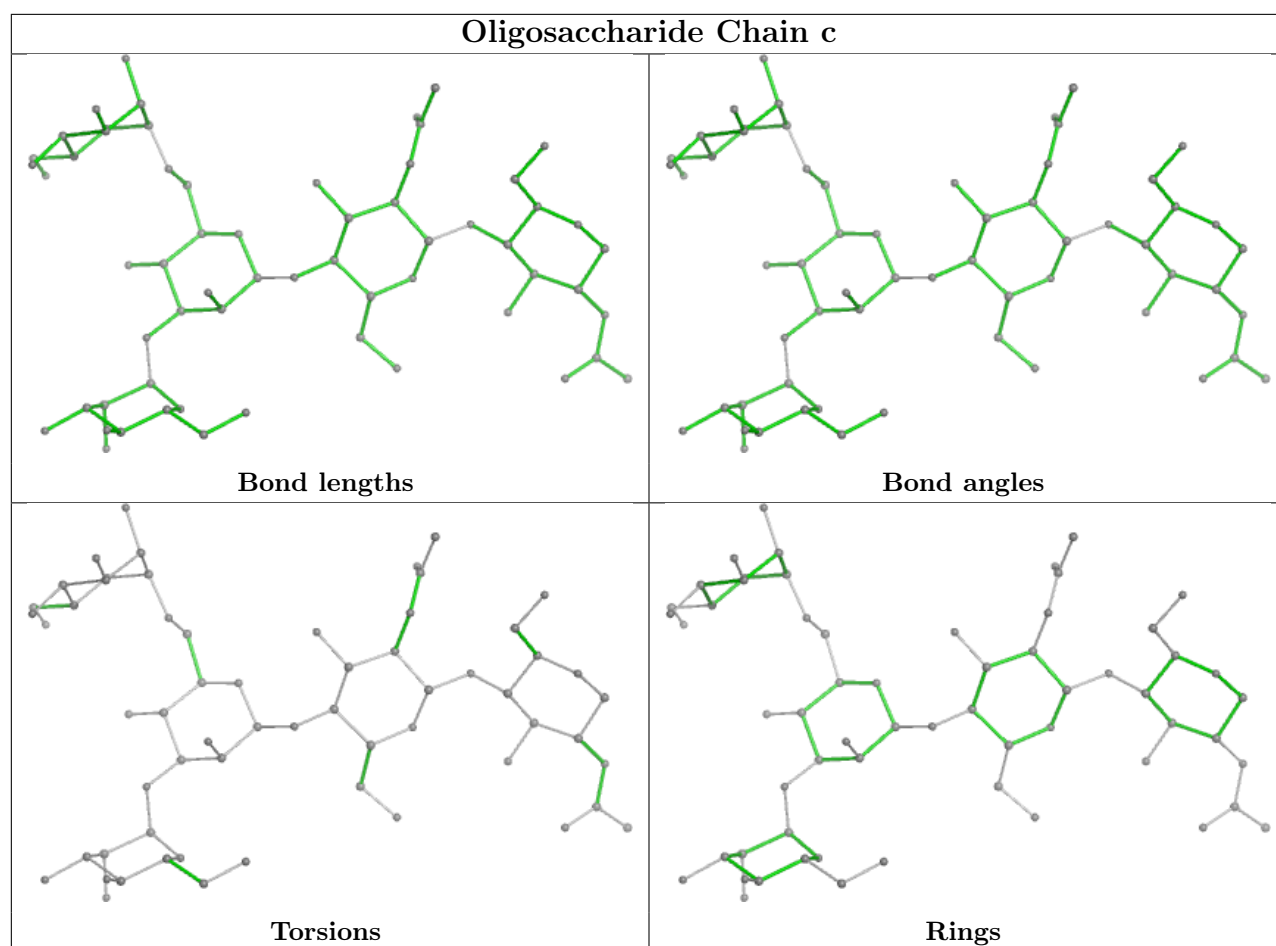 Oligosaccharide Chain c
Bond lengths
Bond angles
Torsions
Rings